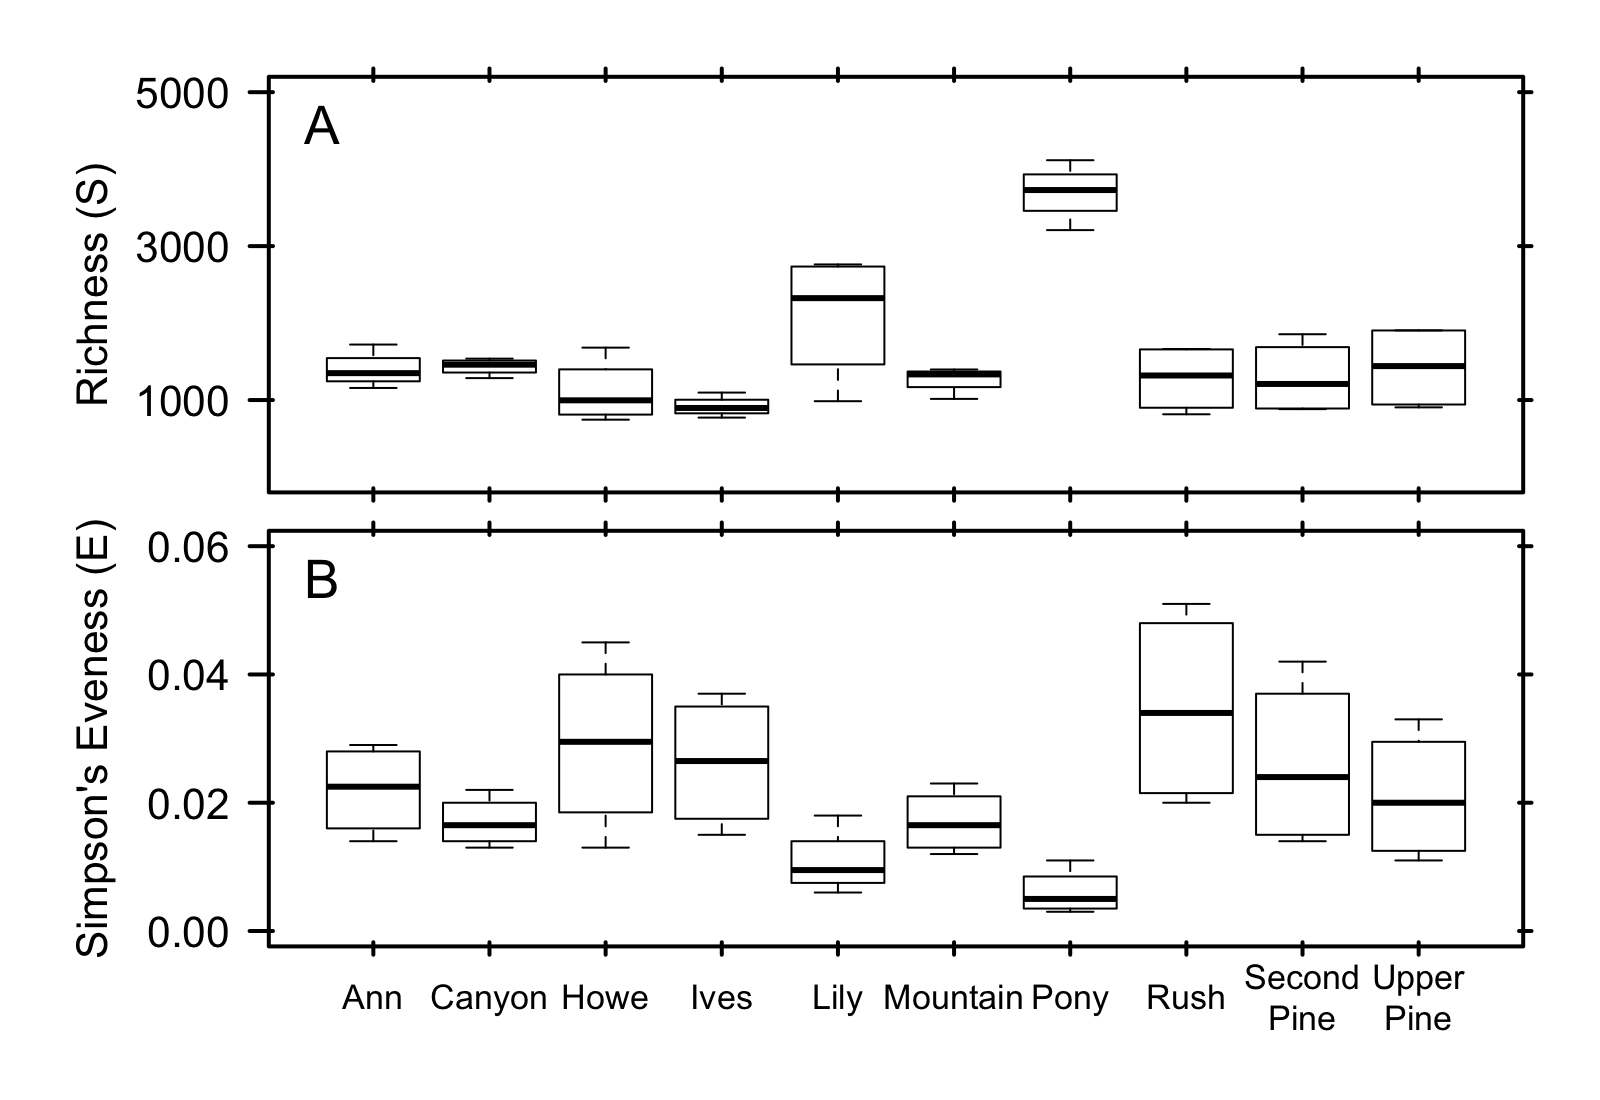 A
Richness (S)
5000
3000
1000
B
Simpson's Eveness (E)
0.06
0.04
0.02
0.00
Ann Canyon Howe Ives Lily Mountain Pony Rush Second Pine Upper Pine